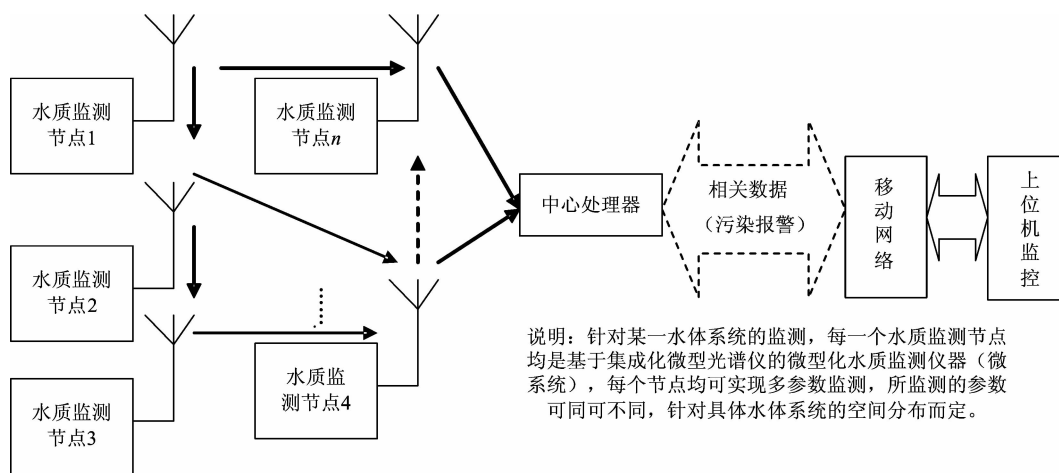 水质监测
节点1
水质监测
节点n
水质监测
节点2
水质监测
节点3
水质监
测节点4
中心处理器
相关数据
（污染报警）
移动网络
上位机监控
说明：针对某一水体系统的监测，每一个水质监测节点
均是基于集成化微型光谱仪的微型化水质监测仪器（微
系统），每个节点均可实现多参数监测，所监测的参数
可同可不同，针对具体水体系统的空间分布而定。